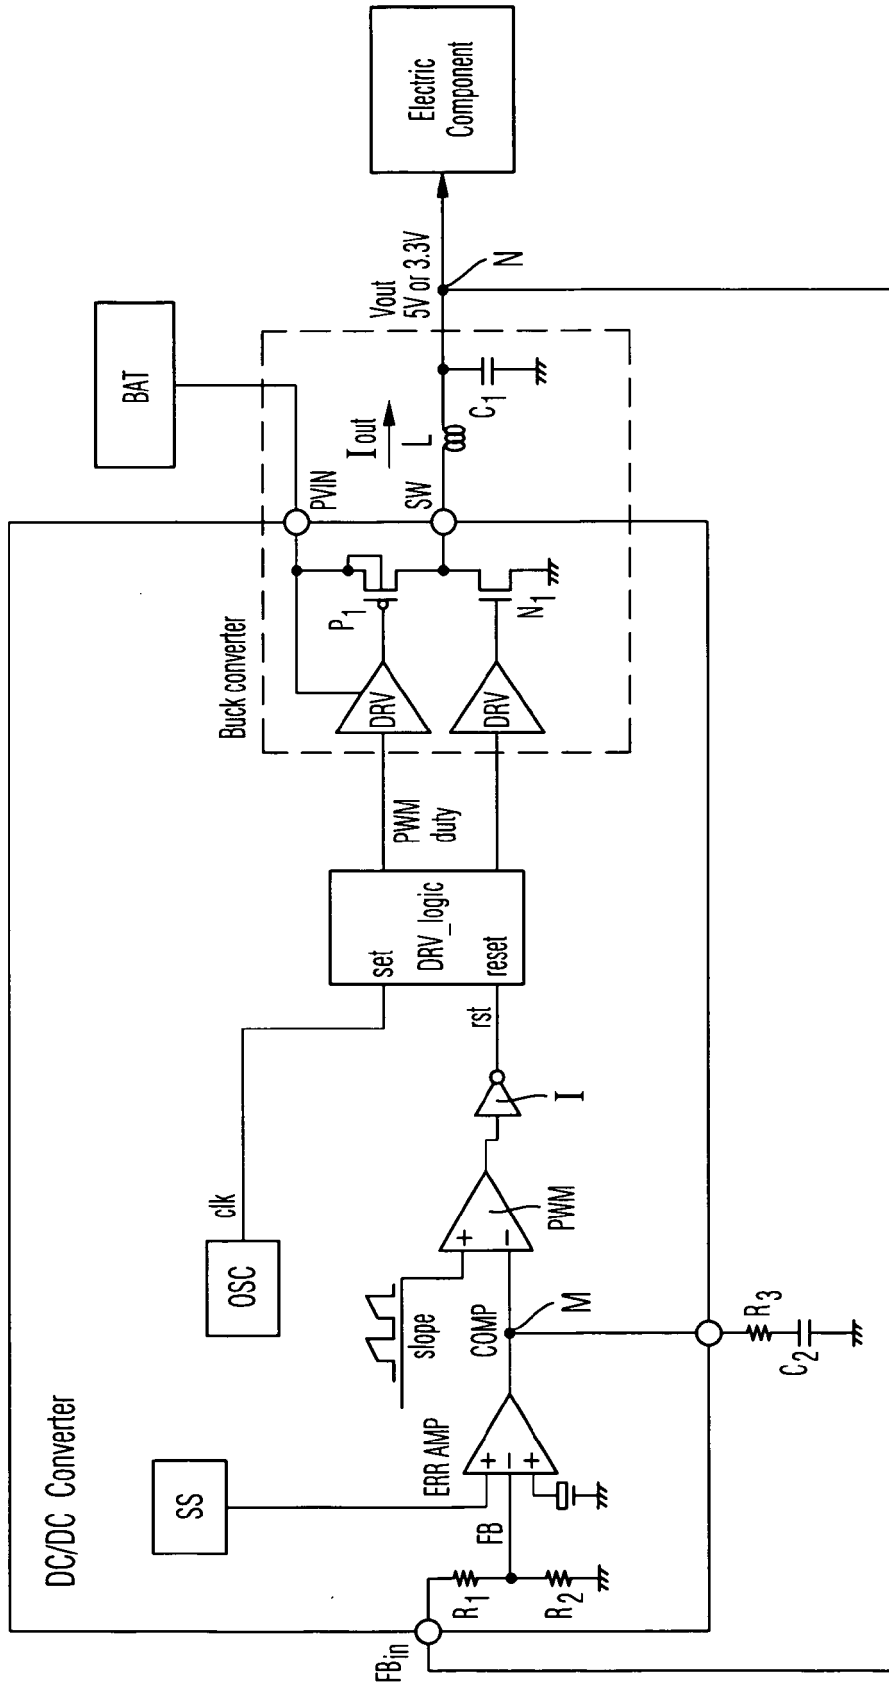 DC/DC Converter
SS
OSC
clk
BAT
Buck converter
PVIN
P1
DRV
SW
Iout
L
C1
N1
DRV
Vout
5V or 3.3V
N
Electric
Component
set
DRV_logic
reset
PWM
duty
rst
I
+
−
PWM
slope
COMP
M
ERR AMP
+
−
+
FB
FBin
R1
R2
R3
C2